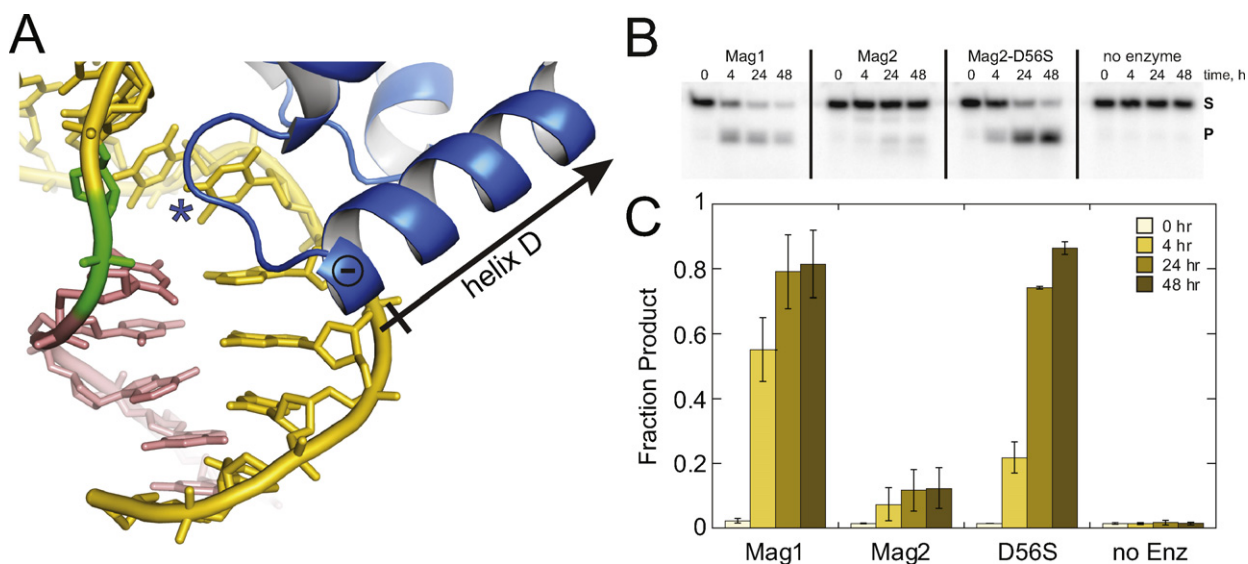 A
*
−
helix D
B
Mag1 Mag2 Mag2-D56S no enzyme
0 4 24 48 0 4 24 48 0 4 24 48 0 4 24 48 time, h
S
P
C
Fraction Product
1
0.8
0.6
0.4
0.2
0
0 hr
4 hr
24 hr
48 hr
Mag1 Mag2 D56S no Enz